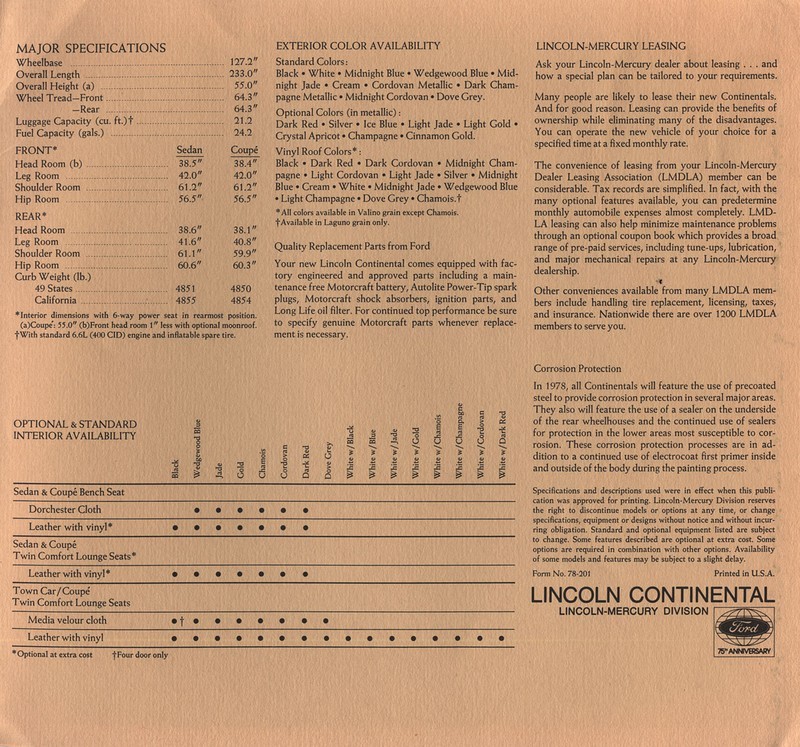 MAJOR SPECIFICATIONS
Wheelbase 127.2"
Overall Length 233.0"
Overall Height (a) 55.0"
Wheel Tread—Front 64.3"
—Rear 64.3"
Luggage Capacity (cu. ft.)† 21.2
Fuel Capacity (gals.) 24.2
FRONT* Sedan Coupé
Head Room (b) 38.5" 38.4"
Leg Room 42.0" 42.0"
Shoulder Room 61.2" 61.2"
Hip Room 56.5" 56.5"
REAR*
Head Room 38.6" 38.1"
Leg Room 41.6" 40.8"
Shoulder Room 61.1" 59.9"
Hip Room 60.6" 60.3"
Curb Weight (lb.)
49 States 4851 4850
California 4855 4854
*Interior dimensions with 6-way power seat in rearmost position.
(a)Coupé: 55.0" (b)Front head room 1" less with optional moonroof.
†With standard 6.6L (400 CID) engine and inflatable spare tire.
EXTERIOR COLOR AVAILABILITY
Standard Colors:
Black • White • Midnight Blue • Wedgewood Blue • Mid-
night Jade • Cream • Cordovan Metallic • Dark Cham-
pagne Metallic • Midnight Cordovan • Dove Grey.
Optional Colors (in metallic):
Dark Red • Silver • Ice Blue • Light Jade • Light Gold •
Crystal Apricot • Champagne • Cinnamon Gold.
Vinyl Roof Colors*:
Black • Dark Red • Dark Cordovan • Midnight Cham-
pagne • Light Cordovan • Light Jade • Silver • Midnight
Blue • Cream • White • Midnight Jade • Wedgewood Blue
• Light Champagne • Dove Grey • Chamois.†
*All colors available in Valino grain except Chamois.
†Available in Laguno grain only.
Quality Replacement Parts from Ford
Your new Lincoln Continental comes equipped with fac-
tory engineered and approved parts including a main-
tenance free Motorcraft battery, Autolite Power-Tip spark
plugs, Motorcraft shock absorbers, ignition parts, and
Long Life oil filter. For continued top performance be sure
to specify genuine Motorcraft parts whenever replace-
ment is necessary.
LINCOLN-MERCURY LEASING
Ask your Lincoln-Mercury dealer about leasing . . . and
how a special plan can be tailored to your requirements.
Many people are likely to lease their new Continentals.
And for good reason. Leasing can provide the benefits of
ownership while eliminating many of the disadvantages.
You can operate the new vehicle of your choice for a
specified time at a fixed monthly rate.
The convenience of leasing from your Lincoln-Mercury
Dealer Leasing Association (LMDLA) member can be
considerable. Tax records are simplified. In fact, with the
many optional features available, you can predetermine
monthly automobile expenses almost completely. LMD-
LA leasing can also help minimize maintenance problems
through an optional coupon book which provides a broad
range of pre-paid services, including tune-ups, lubrication,
and major mechanical repairs at any Lincoln-Mercury
dealership.
Other conveniences available from many LMDLA mem-
bers include handling tire replacement, licensing, taxes,
and insurance. Nationwide there are over 1200 LMDLA
members to serve you.
Corrosion Protection
In 1978, all Continentals will feature the use of precoated
steel to provide corrosion protection in several major areas.
They also will feature the use of a sealer on the underside
of the rear wheelhouses and the continued use of sealers
for protection in the lower areas most susceptible to cor-
rosion. These corrosion protection processes are in ad-
dition to a continued use of electrocoat first primer inside
and outside of the body during the painting process.
Specifications and descriptions used were in effect when this publi-
cation was approved for printing. Lincoln-Mercury Division reserves
the right to discontinue models or options at any time, or change
specifications, equipment or designs without notice and without incur-
ring obligation. Standard and optional equipment listed are subject
to change. Some features described are optional at extra cost. Some
options are required in combination with other options. Availability
of some models and features may be subject to a slight delay.
Form No. 78-201 Printed in U.S.A.
LINCOLN CONTINENTAL
LINCOLN-MERCURY DIVISION
Ford
75TH ANNIVERSARY
OPTIONAL & STANDARD
INTERIOR AVAILABILITY
Black
Wedgewood Blue
Jade
Gold
Chamois
Cordovan
Dark Red
Dove Grey
White w/Black
White w/Blue
White w/Jade
White w/Gold
White w/Chamois
White w/Champagne
White w/Cordovan
White w/Dark Red
Sedan & Coupé Bench Seat
Dorchester Cloth • • • • • •
Leather with vinyl* • • • • • • •
Sedan & Coupé
Twin Comfort Lounge Seats*
Leather with vinyl* • • • • • • •
Town Car/Coupé
Twin Comfort Lounge Seats
Media velour cloth •† • • • • • • •
Leather with vinyl • • • • • • • • • • • • • • • •
*Optional at extra cost †Four door only